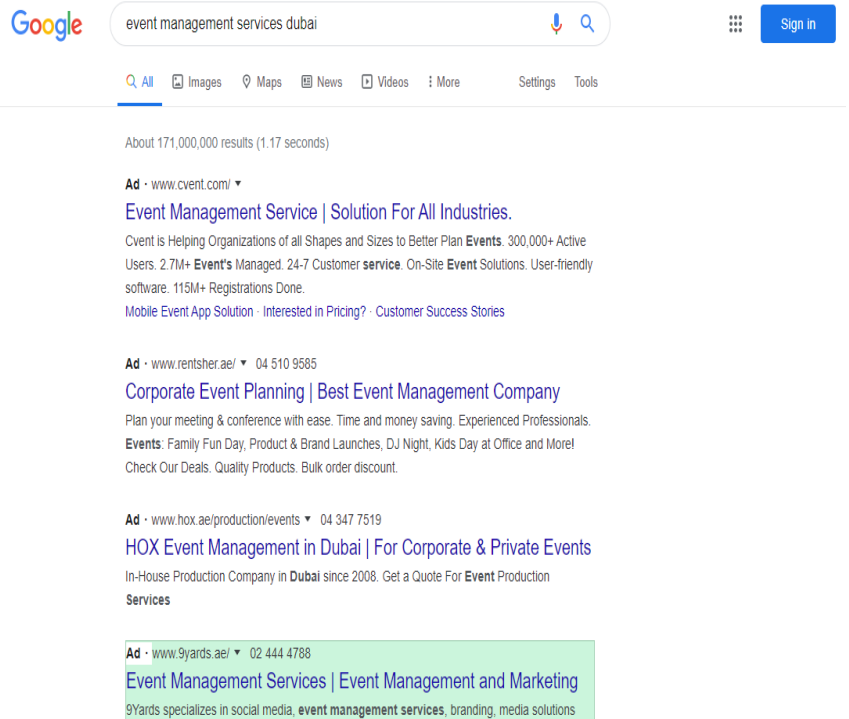 Google
event management services dubai
Sign in
All Images Maps News Videos More Settings Tools
About 171,000,000 results (1.17 seconds)
Ad · www.cvent.com/
Event Management Service | Solution For All Industries.
Cvent is Helping Organizations of all Shapes and Sizes to Better Plan Events. 300,000+ Active
Users. 2.7M+ Event's Managed. 24-7 Customer service. On-Site Event Solutions. User-friendly
software. 115M+ Registrations Done.
Mobile Event App Solution · Interested in Pricing? · Customer Success Stories
Ad · www.rentsher.ae/ 04 510 9585
Corporate Event Planning | Best Event Management Company
Plan your meeting & conference with ease. Time and money saving. Experienced Professionals.
Events: Family Fun Day, Product & Brand Launches, DJ Night, Kids Day at Office and More!
Check Our Deals. Quality Products. Bulk order discount.
Ad · www.hox.ae/production/events 04 347 7519
HOX Event Management in Dubai | For Corporate & Private Events
In-House Production Company in Dubai since 2008. Get a Quote For Event Production
Services
Ad · www.9yards.ae/ 02 444 4788
Event Management Services | Event Management and Marketing
9Yards specializes in social media, event management services, branding, media solutions